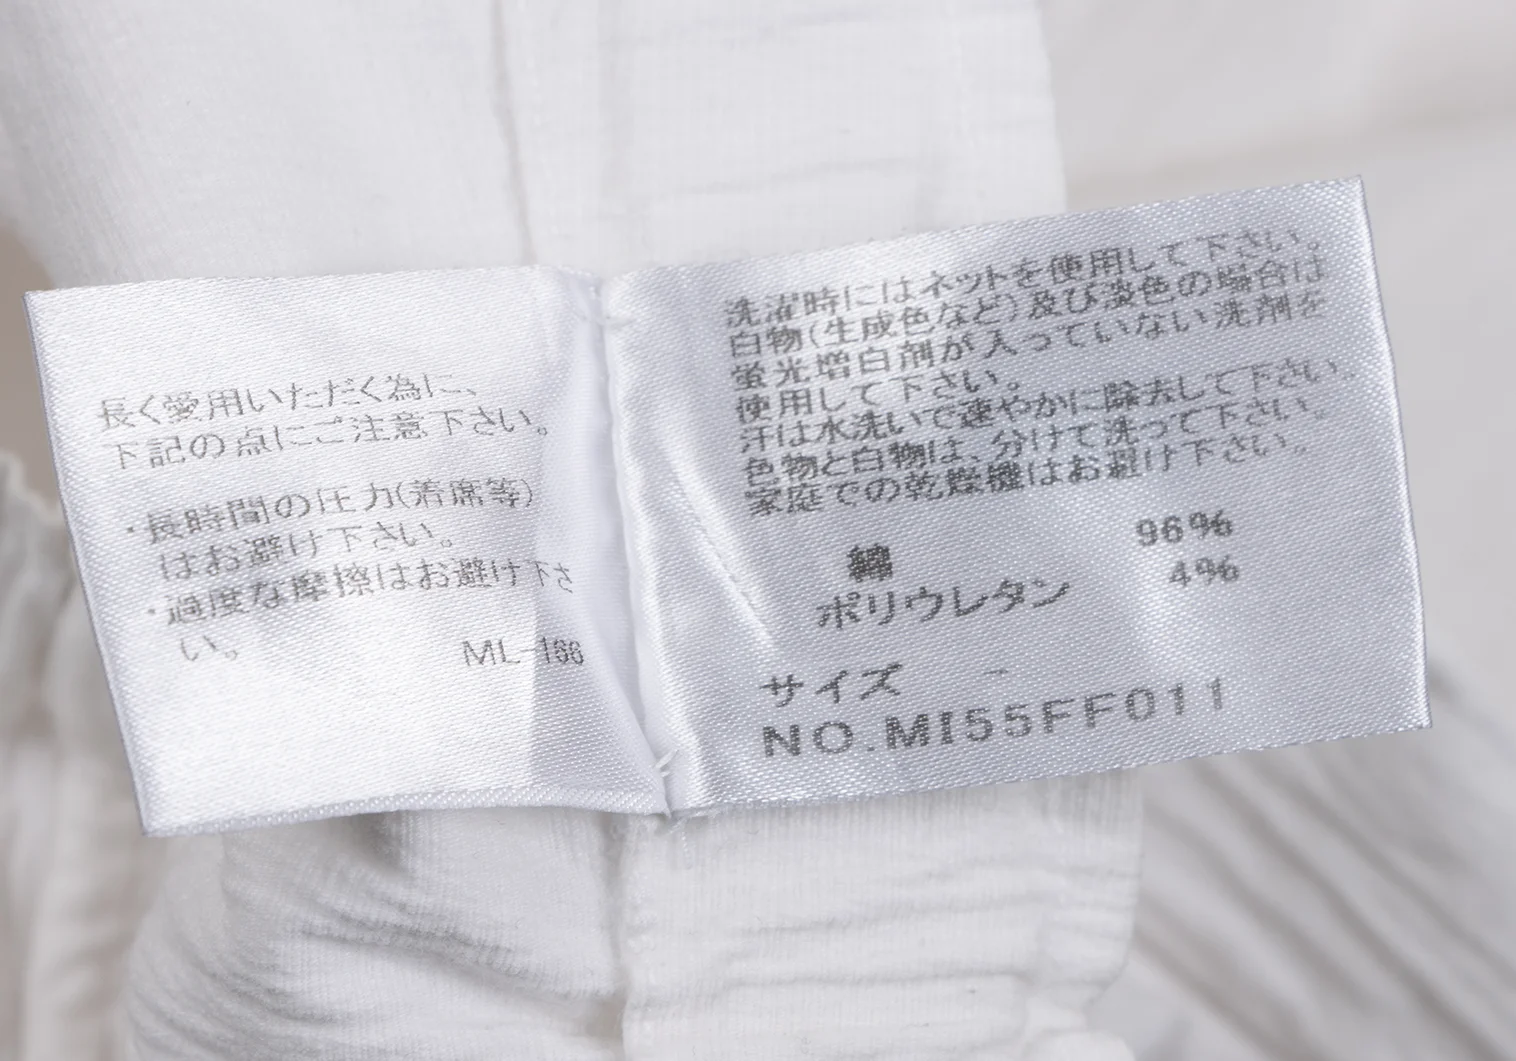 長く愛用いただく為に、
下記の点にご注意下さい。
・長時間の圧力(着席等)
はお避け下さい。
・過度な摩擦はお避け下さ
い。
ML-166
洗濯時にはネットを使用して下さい。
白物(生成色など)及び淡色の場合は
蛍光増白剤が入っていない洗剤を
使用して下さい。
汗は水洗いで速やかに除去して下さい。
色物と白物は、分けて洗って下さい。
家庭での乾燥機はお避け下さい。
綿 96%
ポリウレタン 4%
サイズ -
NO.MI55FF011